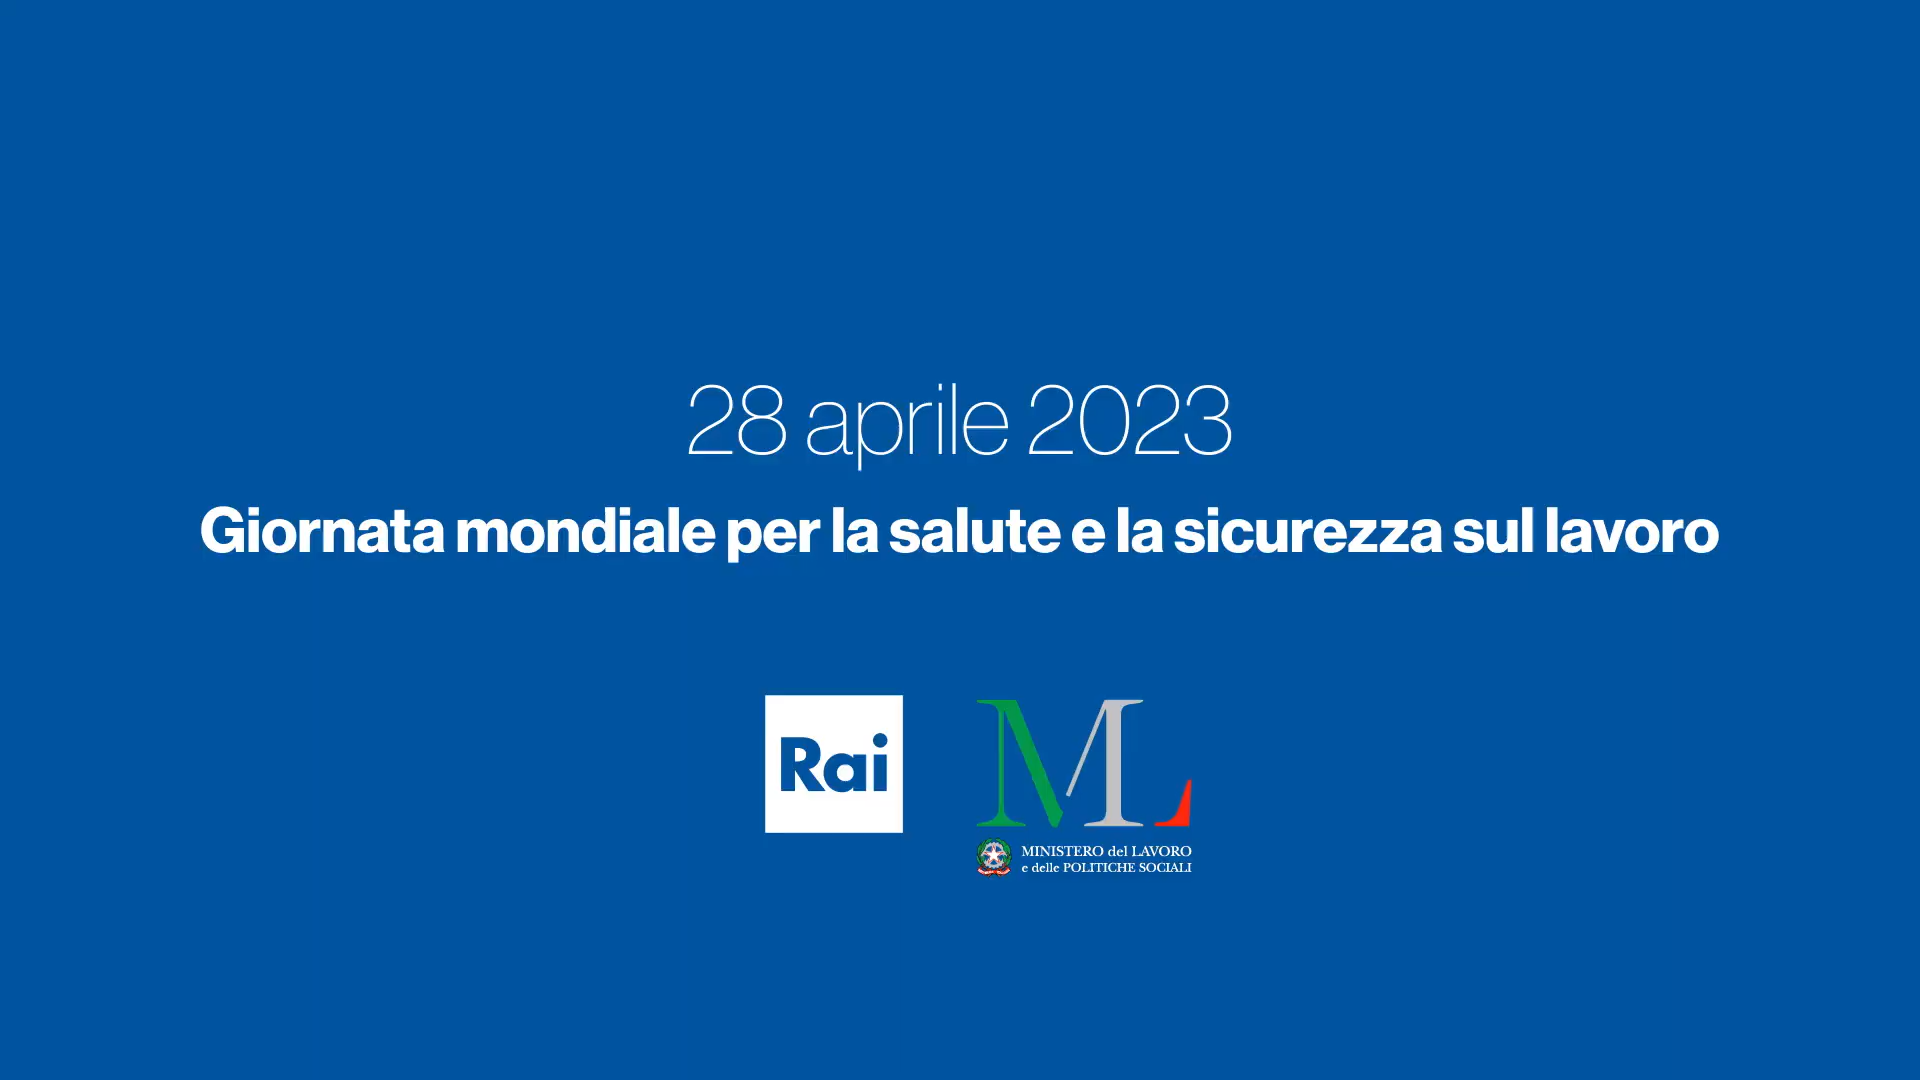 28 aprile 2023
Giornata mondiale per la salute e la sicurezza sul lavoro
Rai
ML
MINISTERO del LAVORO
e delle POLITICHE SOCIALI